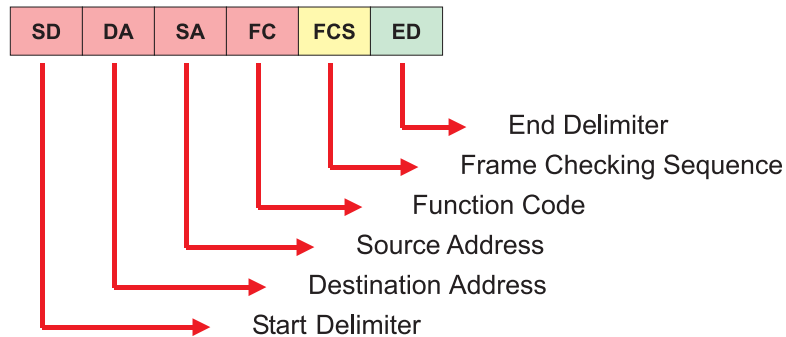 SD DA SA FC FCS ED
End Delimiter
Frame Checking Sequence
Function Code
Source Address
Destination Address
Start Delimiter